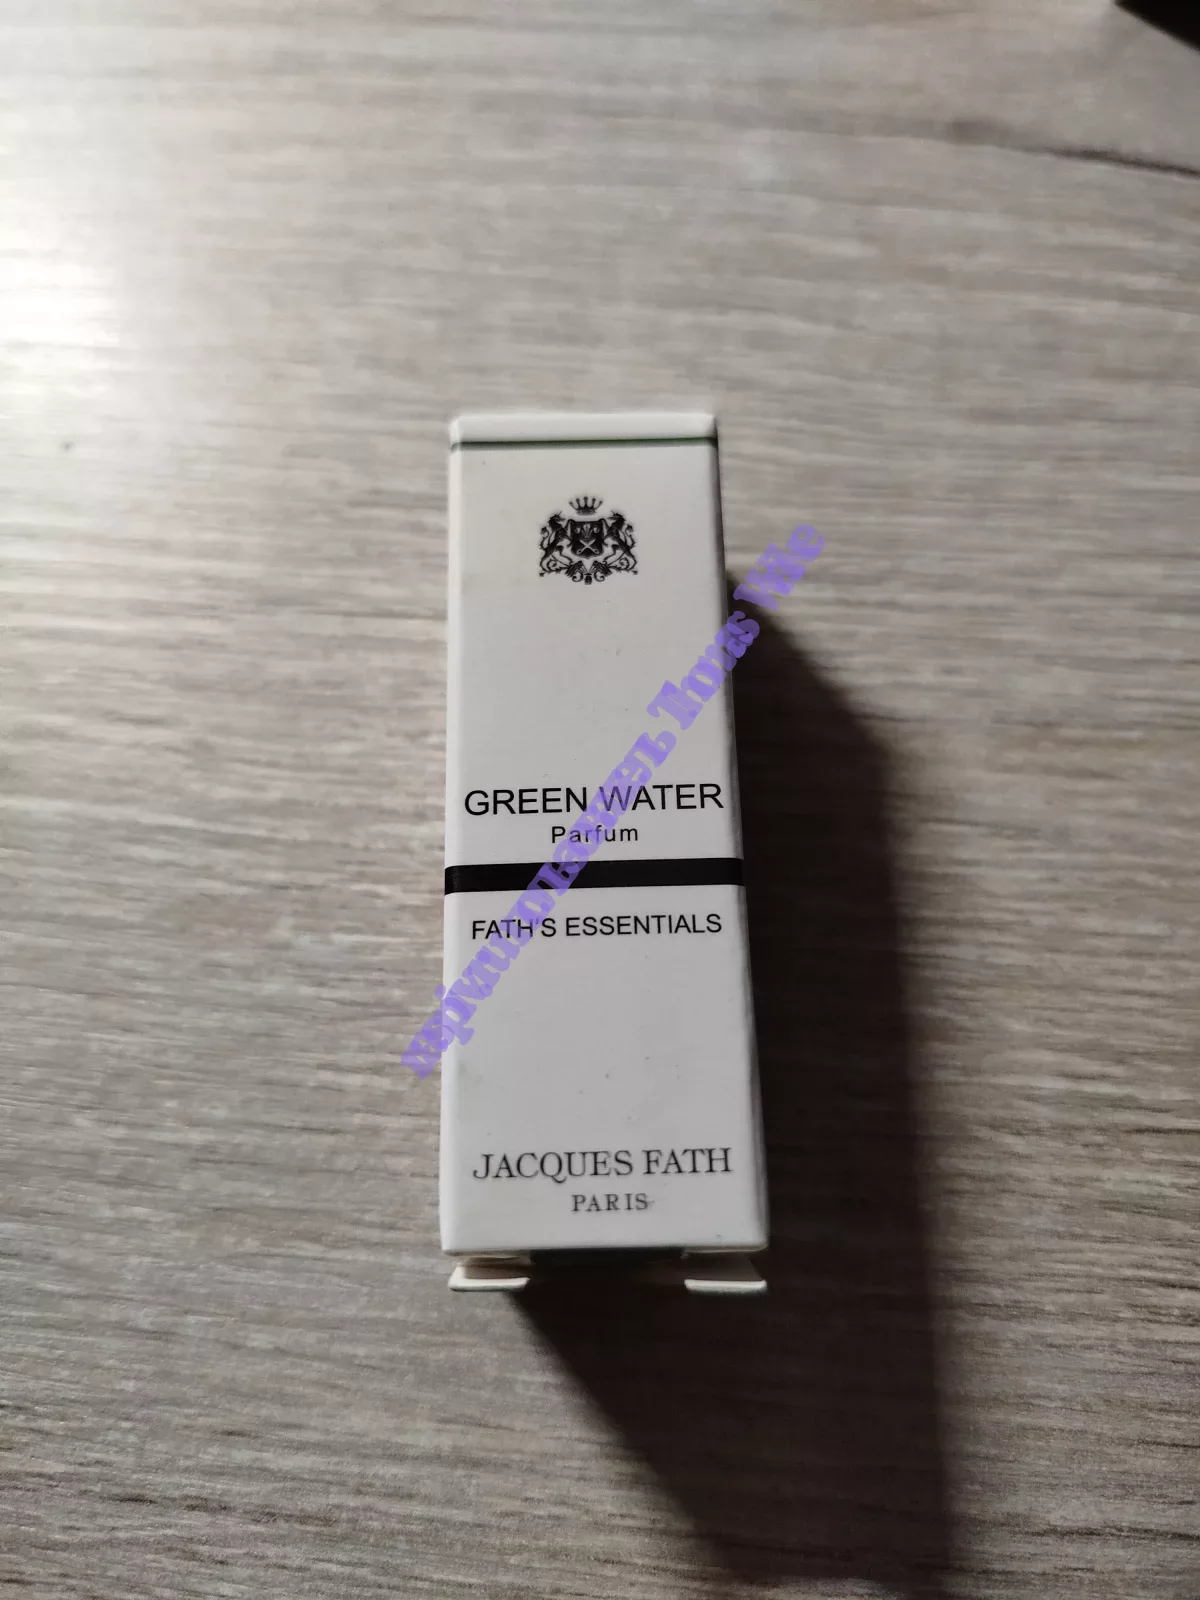 GREEN WATER
Parfum
FATH'S ESSENTIALS
JACQUES FATH
PARIS